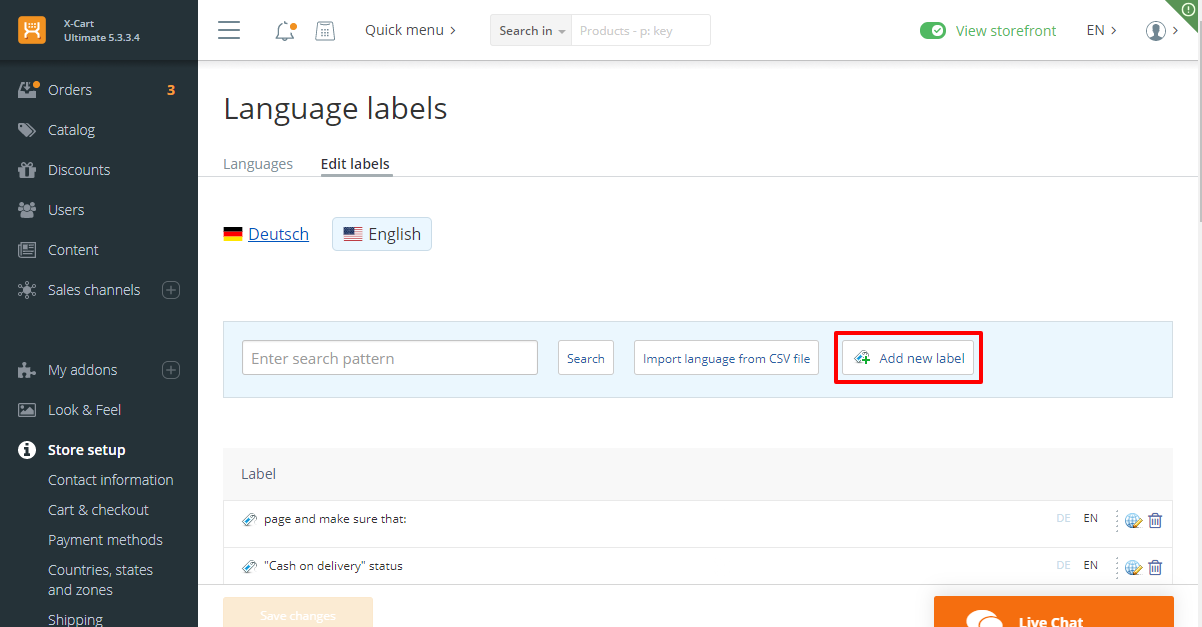 X-Cart
Ultimate 5.3.3.4
Quick menu
Search in
Products - p: key
View storefront
EN
Orders
3
Catalog
Discounts
Users
Content
Sales channels
My addons
Look & Feel
Store setup
Contact information
Cart & checkout
Payment methods
Countries, states
and zones
Shipping
Language labels
Languages
Edit labels
Deutsch
English
Enter search pattern
Search
Import language from CSV file
Add new label
Label
page and make sure that:
DE EN
"Cash on delivery" status
DE EN
Save changes
Live Chat